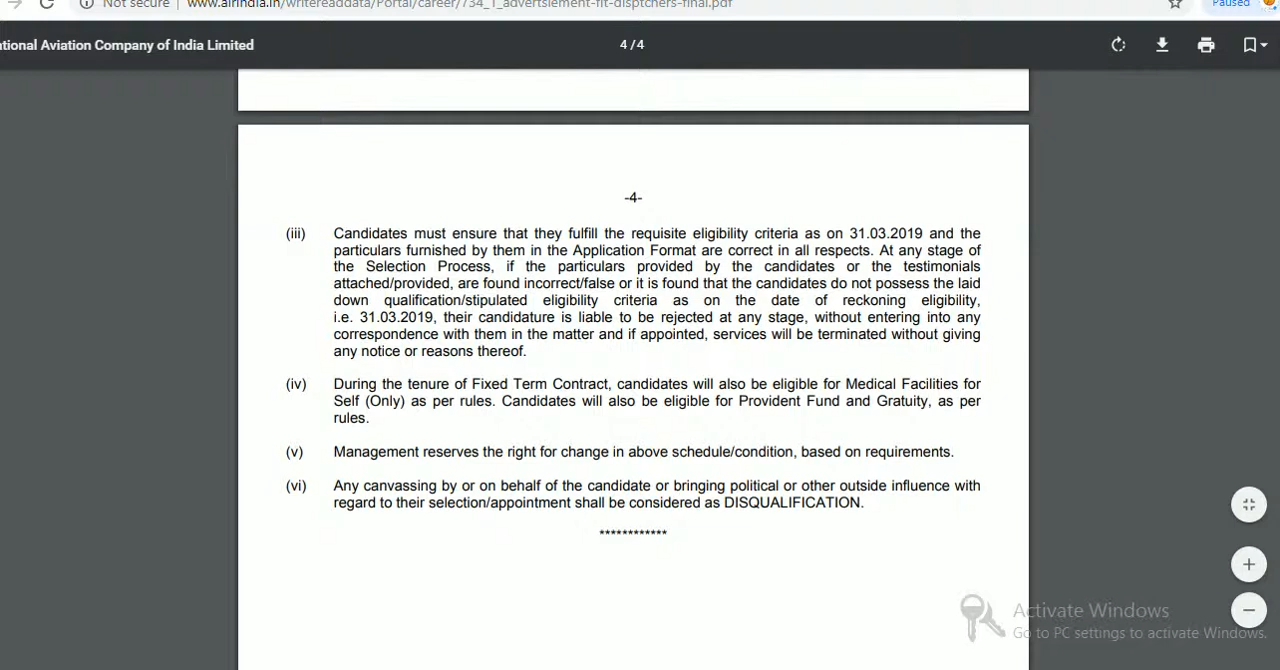 Not secure | www.airindia.in/writereaddata/Portal/career/734_1_advertsiement-flt-disptchers-final.pdf Paused
ational Aviation Company of India Limited 4 / 4
-4-
(iii) Candidates must ensure that they fulfill the requisite eligibility criteria as on 31.03.2019 and the
particulars furnished by them in the Application Format are correct in all respects. At any stage of
the Selection Process, if the particulars provided by the candidates or the testimonials
attached/provided, are found incorrect/false or it is found that the candidates do not possess the laid
down qualification/stipulated eligibility criteria as on the date of reckoning eligibility,
i.e. 31.03.2019, their candidature is liable to be rejected at any stage, without entering into any
correspondence with them in the matter and if appointed, services will be terminated without giving
any notice or reasons thereof.
(iv) During the tenure of Fixed Term Contract, candidates will also be eligible for Medical Facilities for
Self (Only) as per rules. Candidates will also be eligible for Provident Fund and Gratuity, as per
rules.
(v) Management reserves the right for change in above schedule/condition, based on requirements.
(vi) Any canvassing by or on behalf of the candidate or bringing political or other outside influence with
regard to their selection/appointment shall be considered as DISQUALIFICATION.
************
Activate Windows
Go to PC settings to activate Windows.